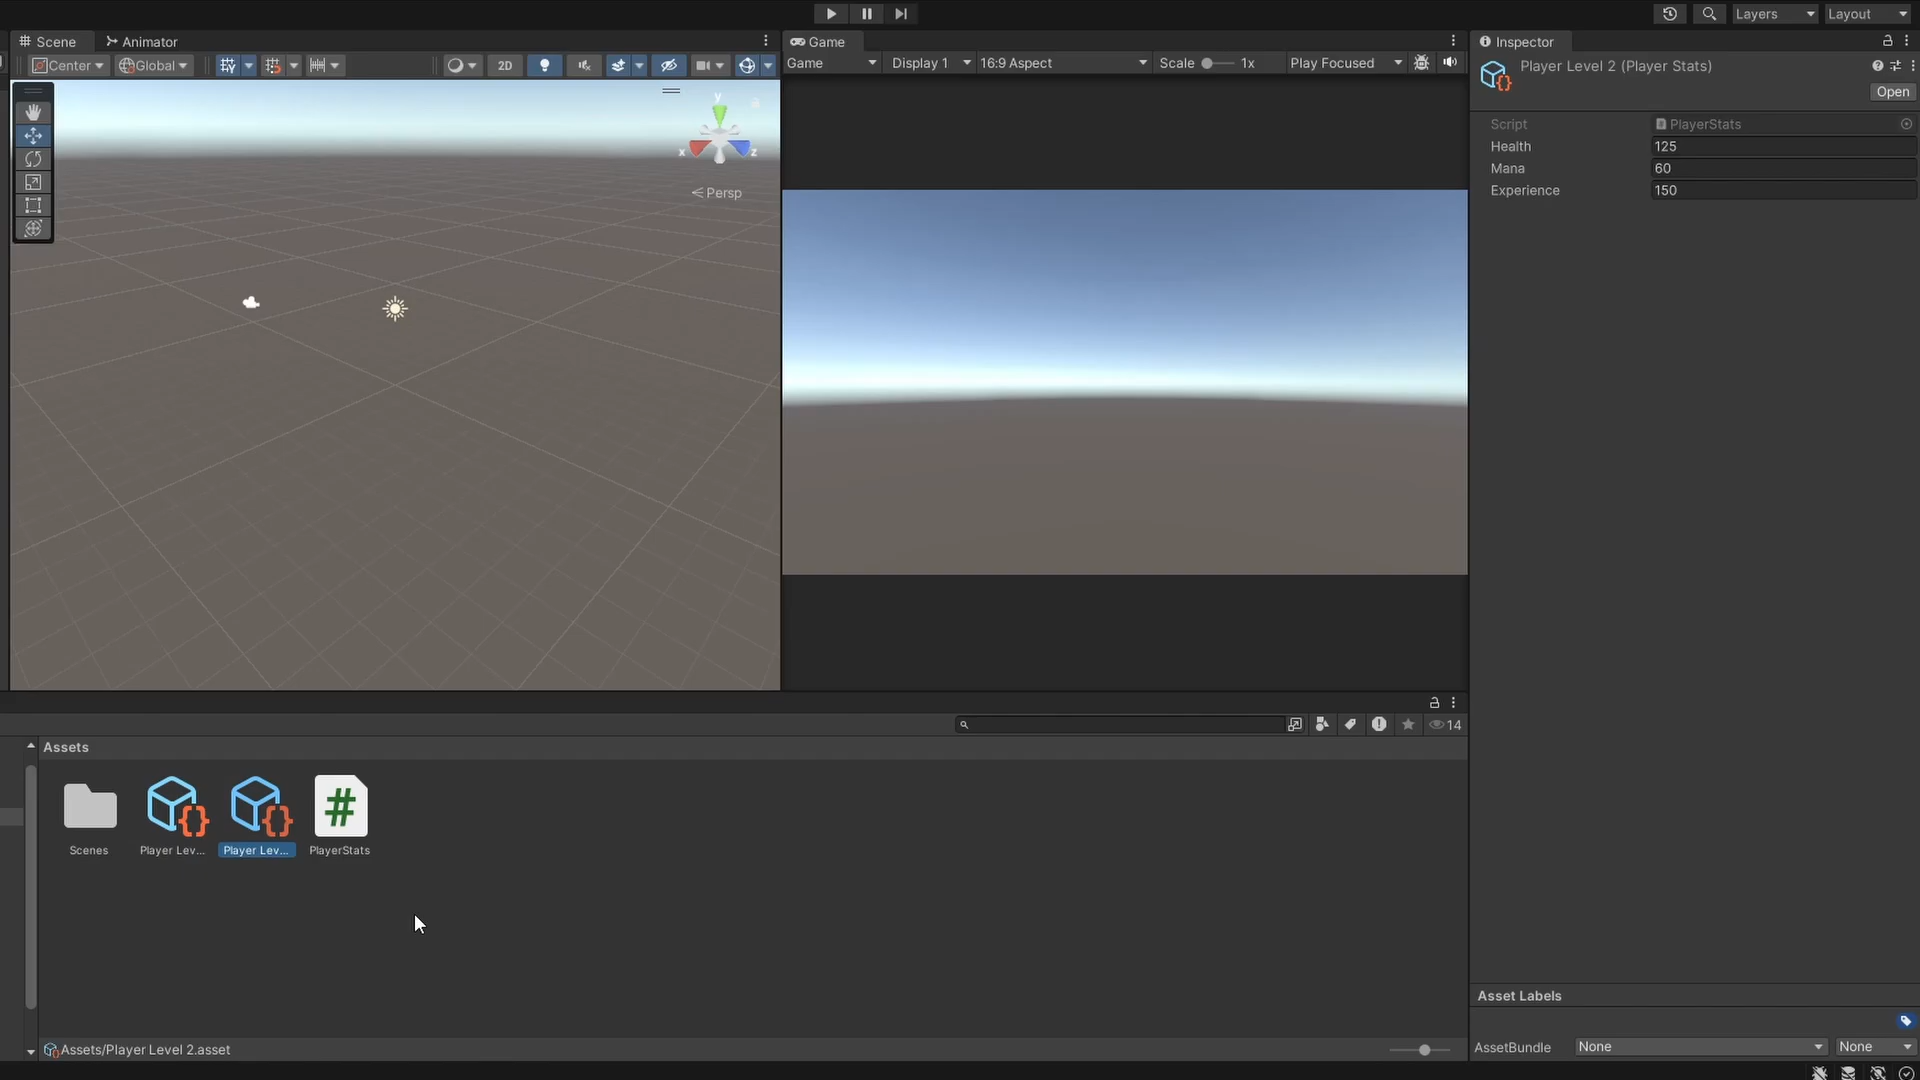 Layers
Layout
Scene
Animator
Game
Inspector
Center
Global
2D
Game
Display 1
16:9 Aspect
Scale
1x
Play Focused
Player Level 2 (Player Stats)
Open
Script
PlayerStats
Health
125
Mana
60
Experience
150
y
x
z
Persp
14
Assets
Scenes
Player Lev...
Player Lev...
PlayerStats
#
Assets/Player Level 2.asset
Asset Labels
AssetBundle
None
None